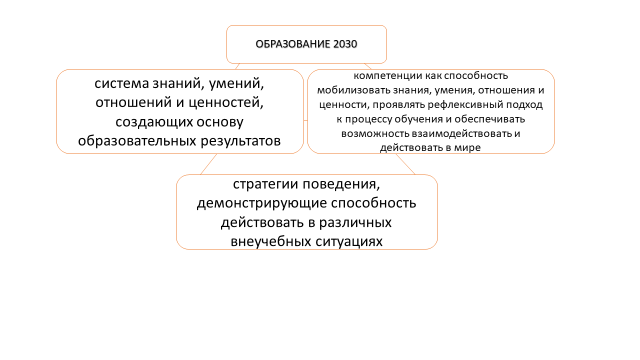 ОБРАЗОВАНИЕ 2030
система знаний, умений,
отношений и ценностей,
создающих основу
образовательных результатов
компетенции как способность
мобилизовать знания, умения, отношения и
ценности, проявлять рефлексивный подход
к процессу обучения и обеспечивать
возможность взаимодействовать и
действовать в мире
стратегии поведения,
демонстрирующие способность
действовать в различных
внеучебных ситуациях